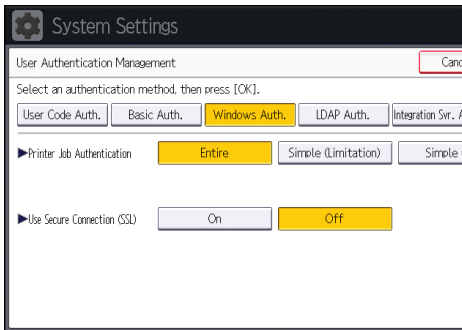 System Settings
User Authentication Management
Select an authentication method, then press [OK].
User Code Auth. Basic Auth. Windows Auth. LDAP Auth. Integration Svr.
▶Printer Job Authentication Entire Simple (Limitation) Simple
▶Use Secure Connection (SSL) On Off